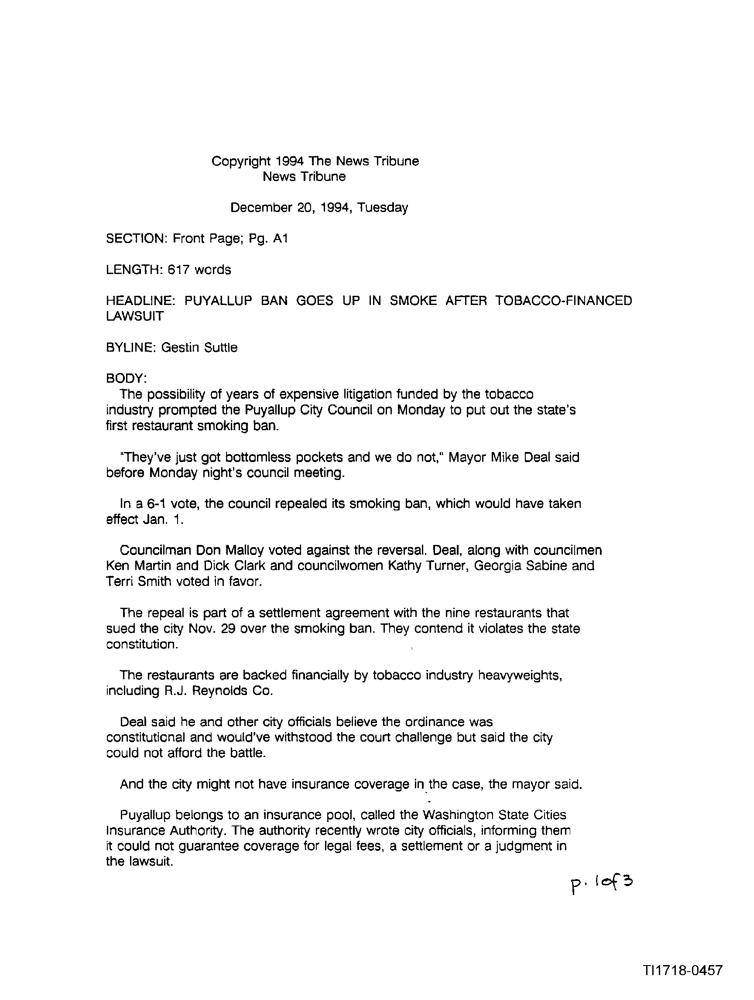 Copyright 1994 The News Tribune
News Tribune
December 20, 1994, Tuesday
SECTION: Front Page; Pg. A1
LENGTH: 617 words
HEADLINE: PUYALLUP BAN GOES UP IN SMOKE AFTER TOBACCO-FINANCED
LAWSUIT
BYLINE: Gestin Suttle
BODY:
The possibility of years of expensive litigation funded by the tobacco
industry prompted the Puyallup City Council on Monday to put out the state's
first restaurant smoking ban.
"They've just got bottomless pockets and we do not," Mayor Mike Deal said
before Monday night's council meeting.
In a 6-1 vote, the council repealed its smoking ban, which would have taken
effect Jan. 1.
Councilman Don Malloy voted against the reversal. Deal, along with councilmen
Ken Martin and Dick Clark and councilwomen Kathy Turner, Georgia Sabine and
Terri Smith voted in favor.
The repeal is part of a settlement agreement with the nine restaurants that
sued the city Nov. 29 over the smoking ban. They contend it violates the state
constitution.
The restaurants are backed financially by tobacco industry heavyweights,
including R.J. Reynolds Co.
Deal said he and other city officials believe the ordinance was
constitutional and would've withstood the court challenge but said the city
could not afford the battle.
And the city might not have insurance coverage in the case, the mayor said.
Puyallup belongs to an insurance pool, called the Washington State Cities
Insurance Authority. The authority recently wrote city officials, informing them
it could not guarantee coverage for legal fees, a settlement or a judgment in
the lawsuit.
p. 1 of 3
TI1718-0457